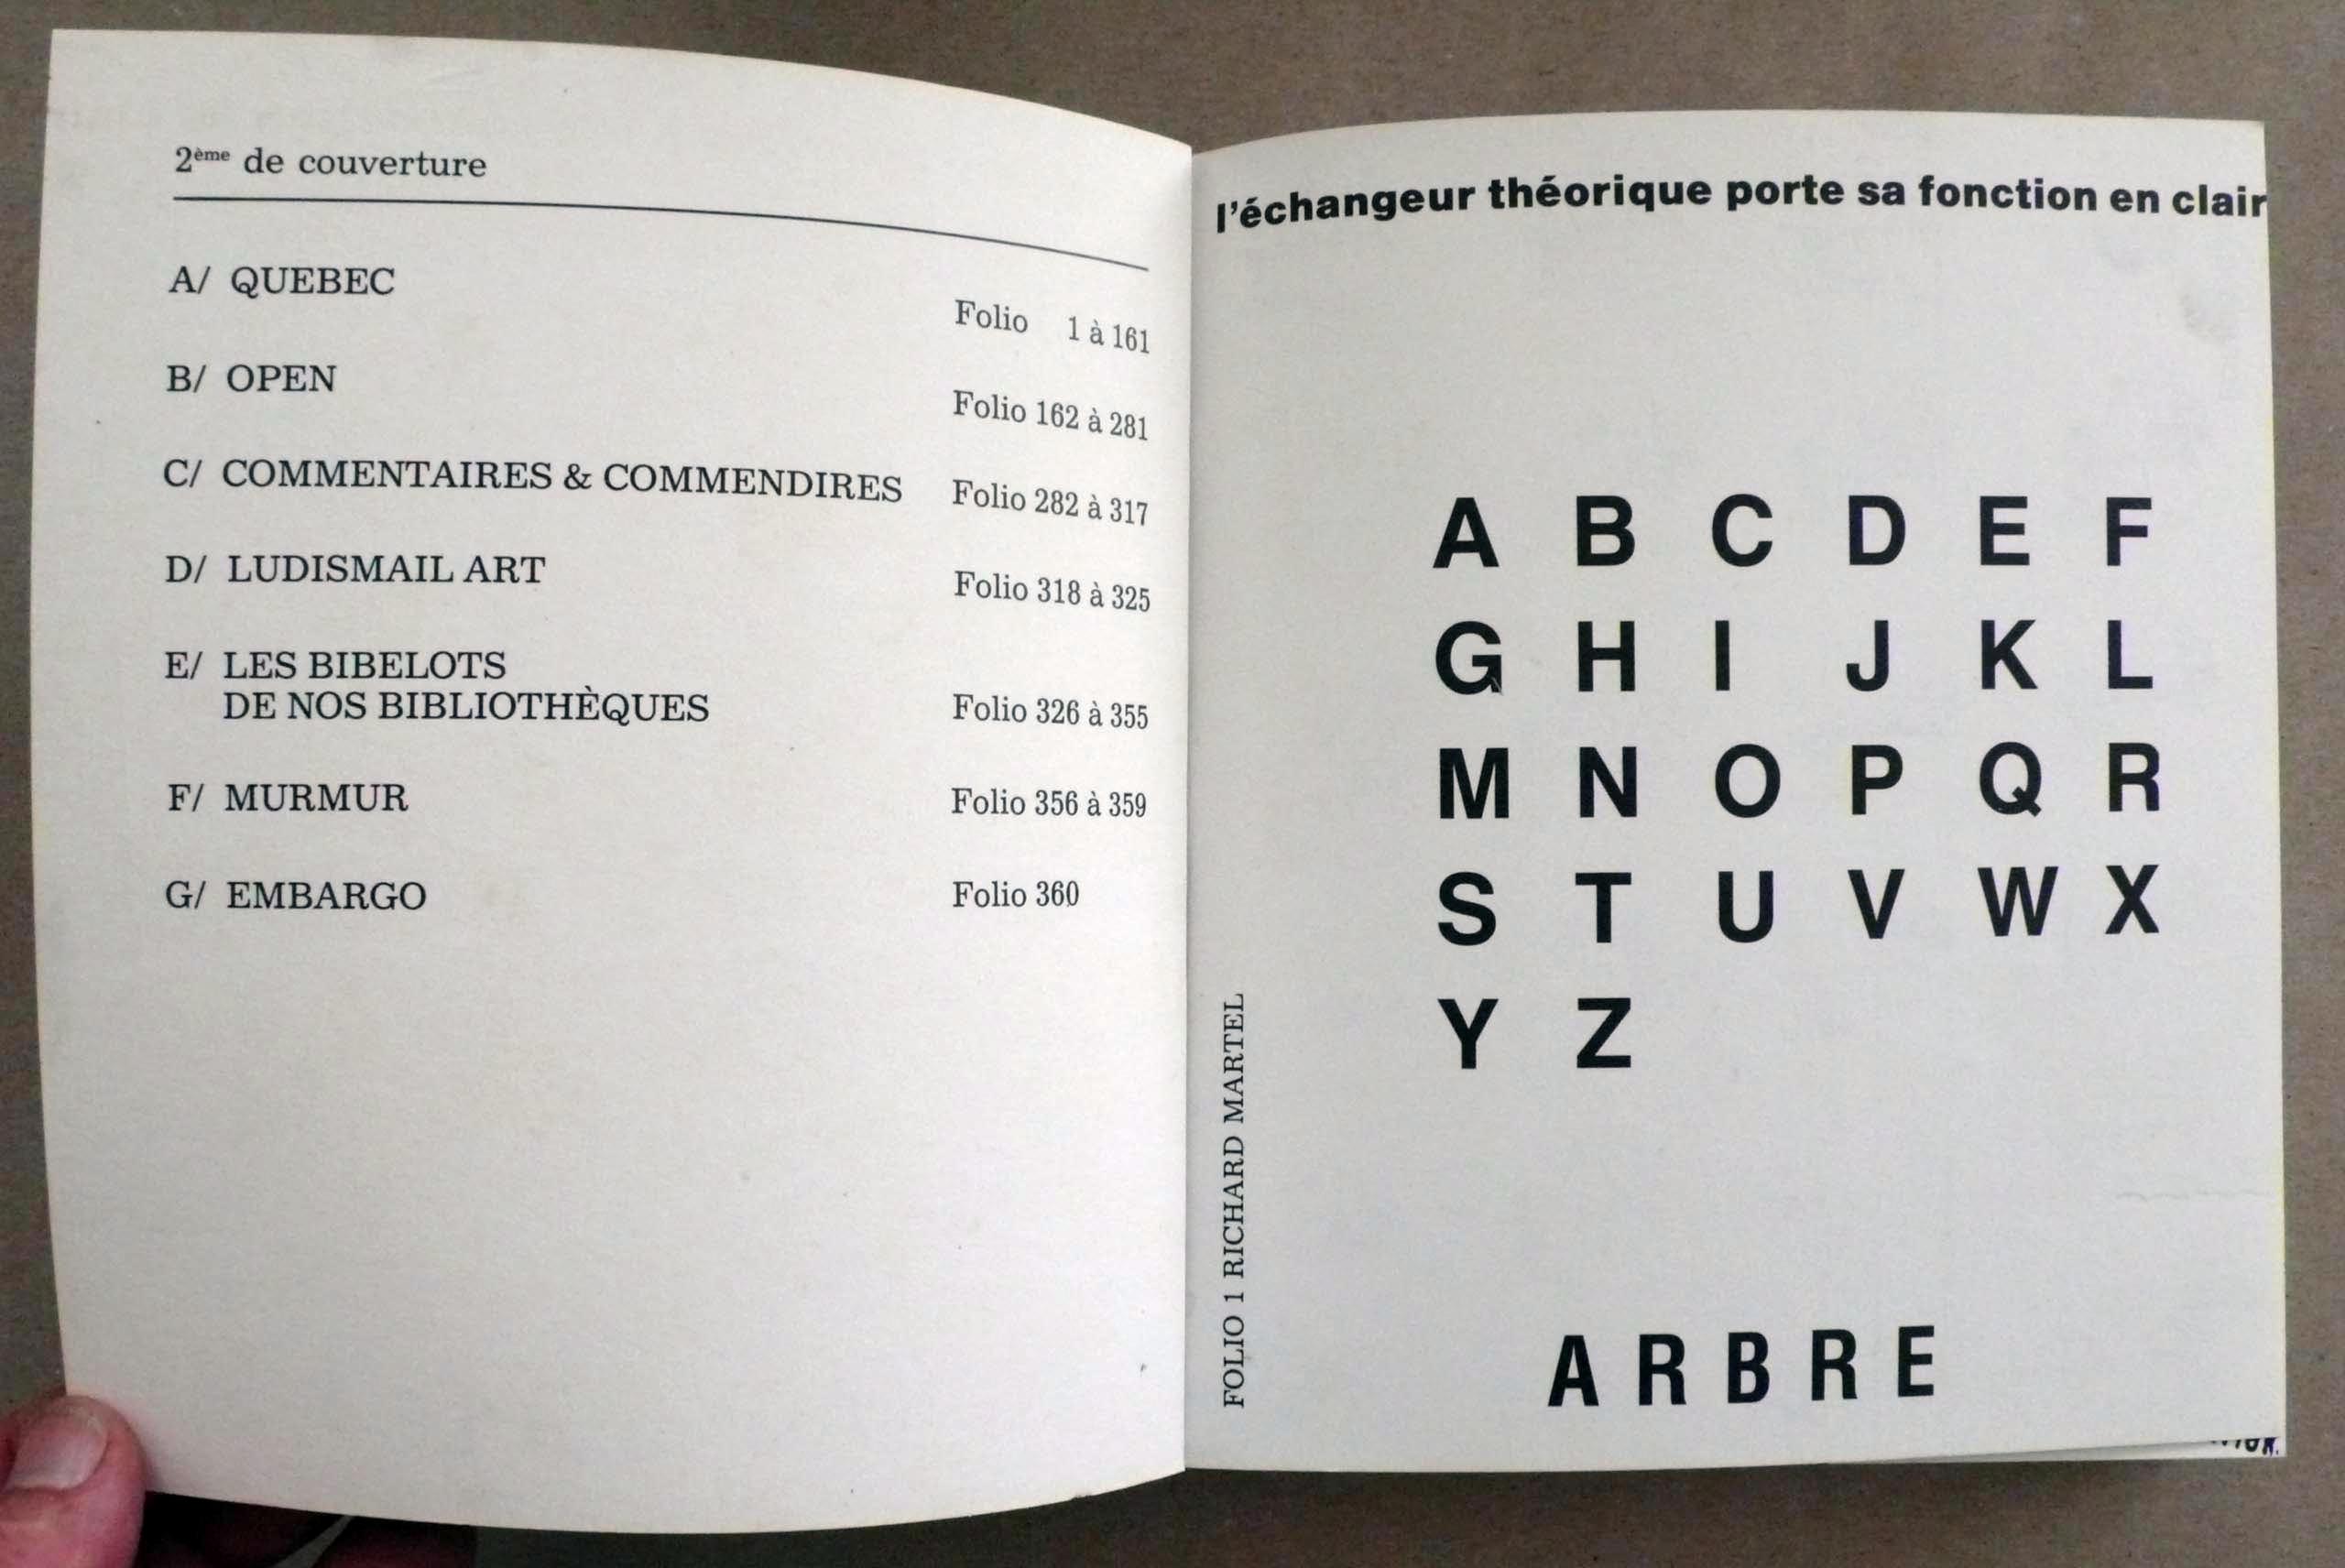 2ème de couverture
A/ QUEBEC Folio 1 à 161
B/ OPEN Folio 162 à 281
C/ COMMENTAIRES & COMMENDIRES Folio 282 à 317
D/ LUDISMAIL ART Folio 318 à 325
E/ LES BIBELOTS
DE NOS BIBLIOTHÈQUES Folio 326 à 355
F/ MURMUR Folio 356 à 359
G/ EMBARGO Folio 360
l'échangeur théorique porte sa fonction en clair
A B C D E F
G H I J K L
M N O P Q R
S T U V W X
Y Z
A R B R E
FOLIO 1 RICHARD MARTEL